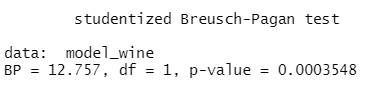 studentized Breusch-Pagan test
data:  model_wine
BP = 12.757, df = 1, p-value = 0.0003548